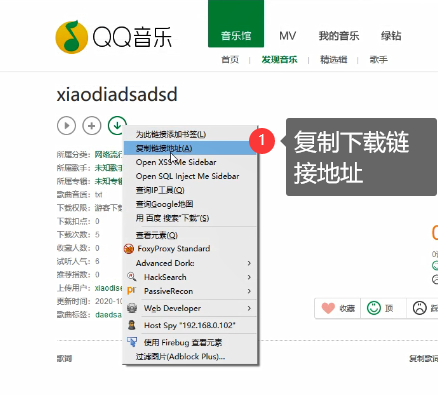 QQ音乐
音乐馆 MV 我的音乐 绿钻
首页 发现音乐 精选辑 歌手
xiaodiadsadsd
所属分类: 网络流行
所属歌手: 未知歌手
所属专辑: 未知专辑
歌曲音质: txt
下载权限: 游客下载
下载扣点: 0
下载次数: 5
收藏人数: 0
试听人气: 6
推荐指数: 0
上传用户: xiaodise
更新时间: 2020-10
歌曲标签: daedsa
为此链接添加书签(L)
复制链接地址(A)
Open XSS Me Sidebar
Open SQL Inject Me Sidebar
查询IP工具(Q)
查询Google地图
用 百度 搜索“下载”(S)
查看元素(Q)
FoxyProxy Standard
Advanced Dork:
HackSearch
PassiveRecon
Web Developer
Host Spy "192.168.0.102"
使用 Firebug 查看元素
过滤图片(Adblock Plus)...
1
复制下载链
接地址
收藏 顶
歌词
复制歌词